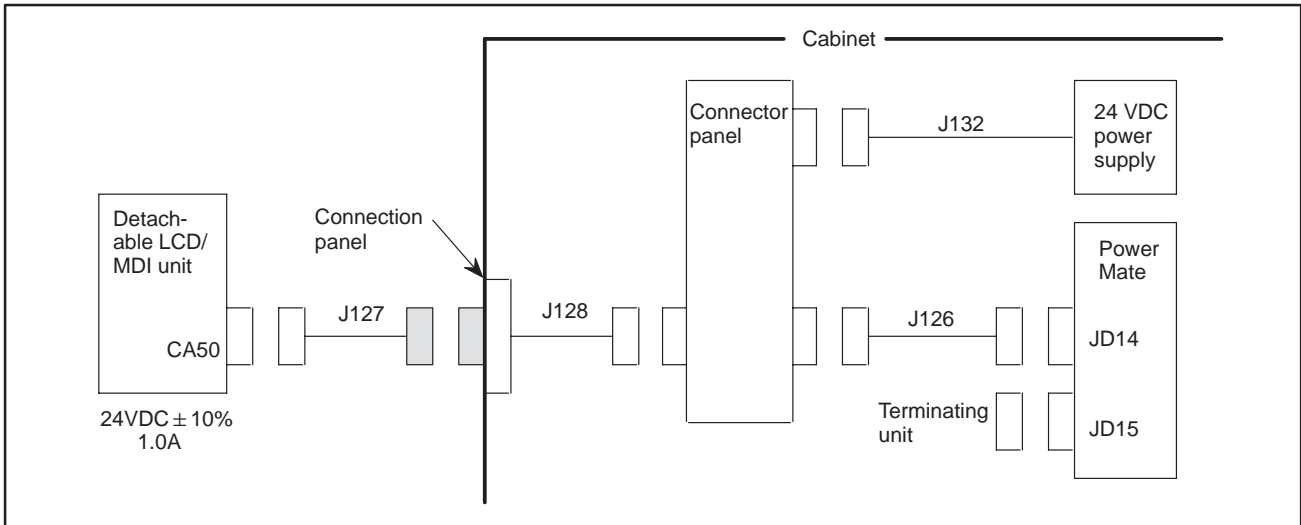 Cabinet
Connector
panel
J132
24 VDC
power
supply
Detach-
able LCD/
MDI unit
Connection
panel
Power
Mate
J127
J128
J126
CA50
JD14
24VDC ± 10%
1.0A
Terminating
unit
JD15